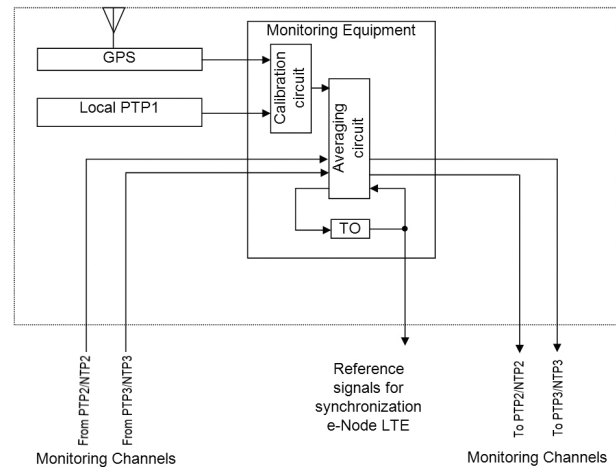 Monitoring Equipment
GPS
Local PTP1
Calibration
circuit
Averaging
circuit
TO
From PTP2/NTP2
From PTP3/NTP3
Monitoring Channels
Reference
signals for
synchronization
e-Node LTE
To PTP2/NTP2
To PTP3/NTP3
Monitoring Channels